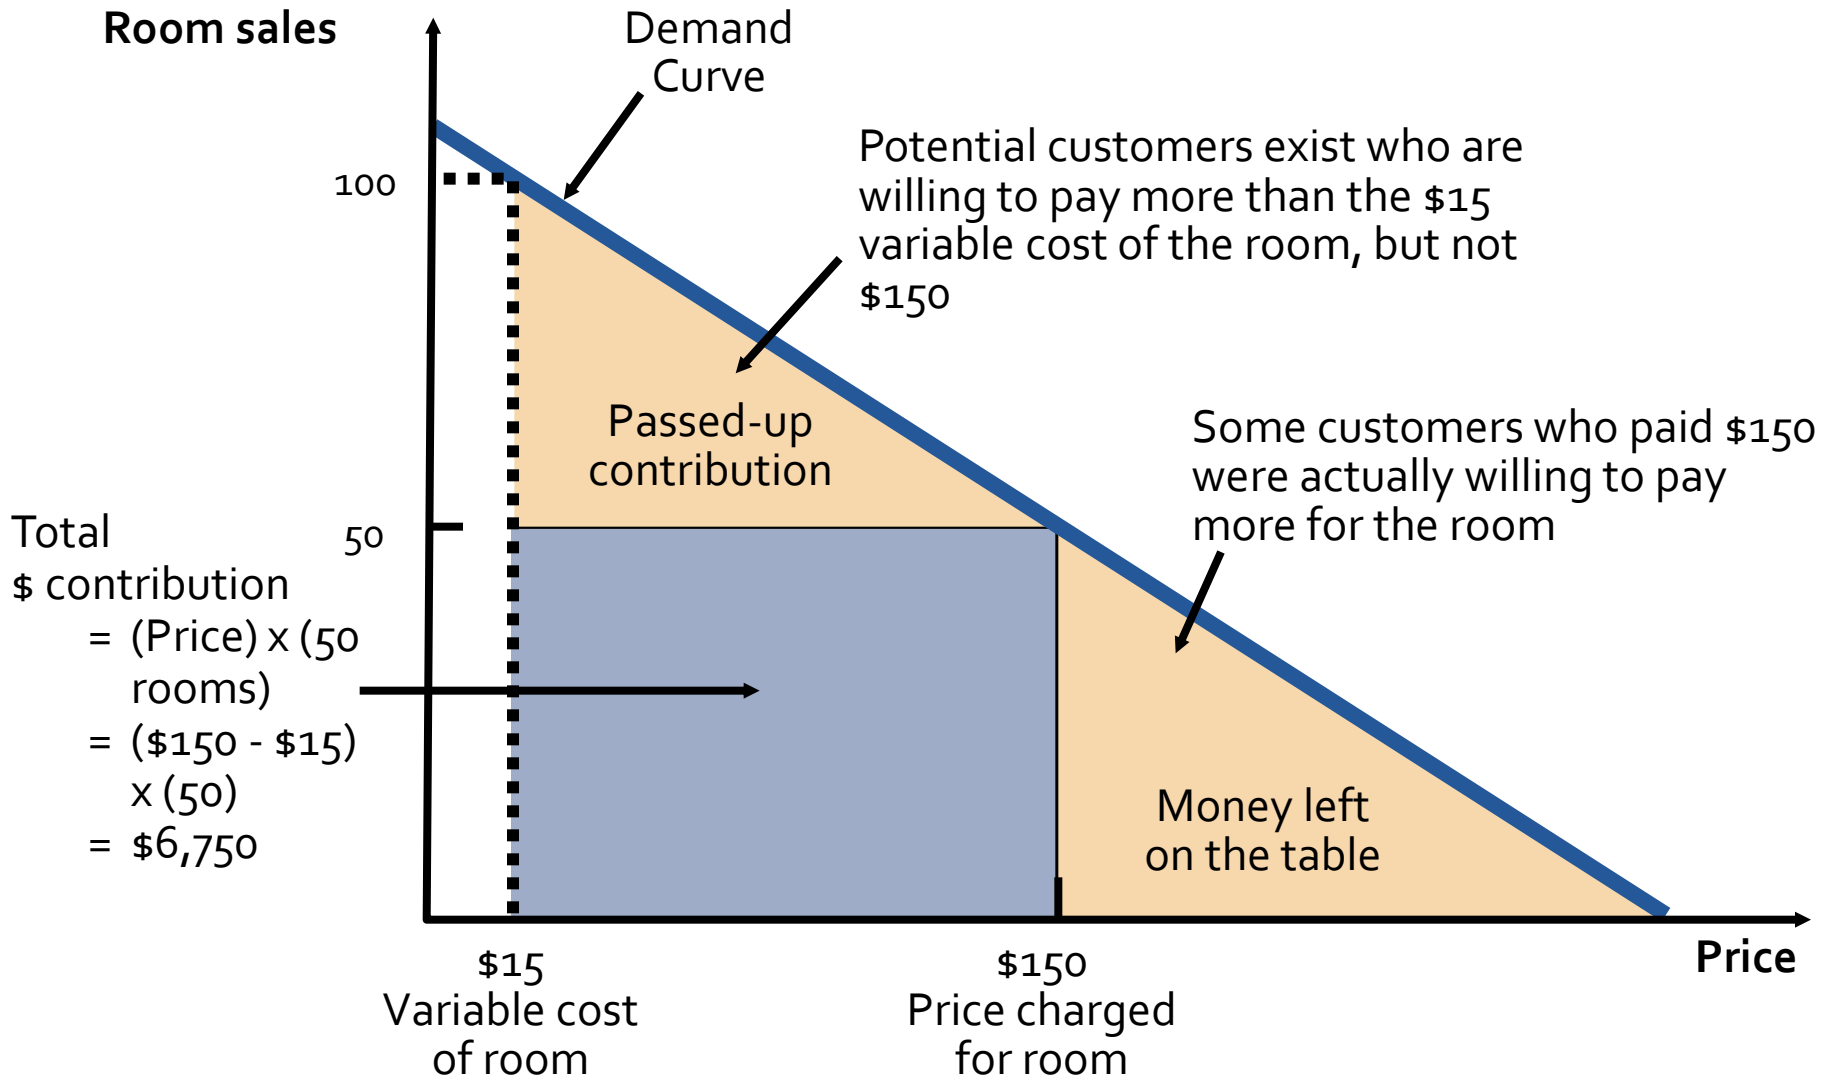 Room sales
Demand
Curve
Potential customers exist who are
willing to pay more than the $15
variable cost of the room, but not
$150
100
Passed-up
contribution
Some customers who paid $150
were actually willing to pay
more for the room
50
Total
$ contribution
= (Price) x (50
rooms)
= ($150 - $15)
x (50)
= $6,750
Money left
on the table
Price
$15
Variable cost
of room
$150
Price charged
for room